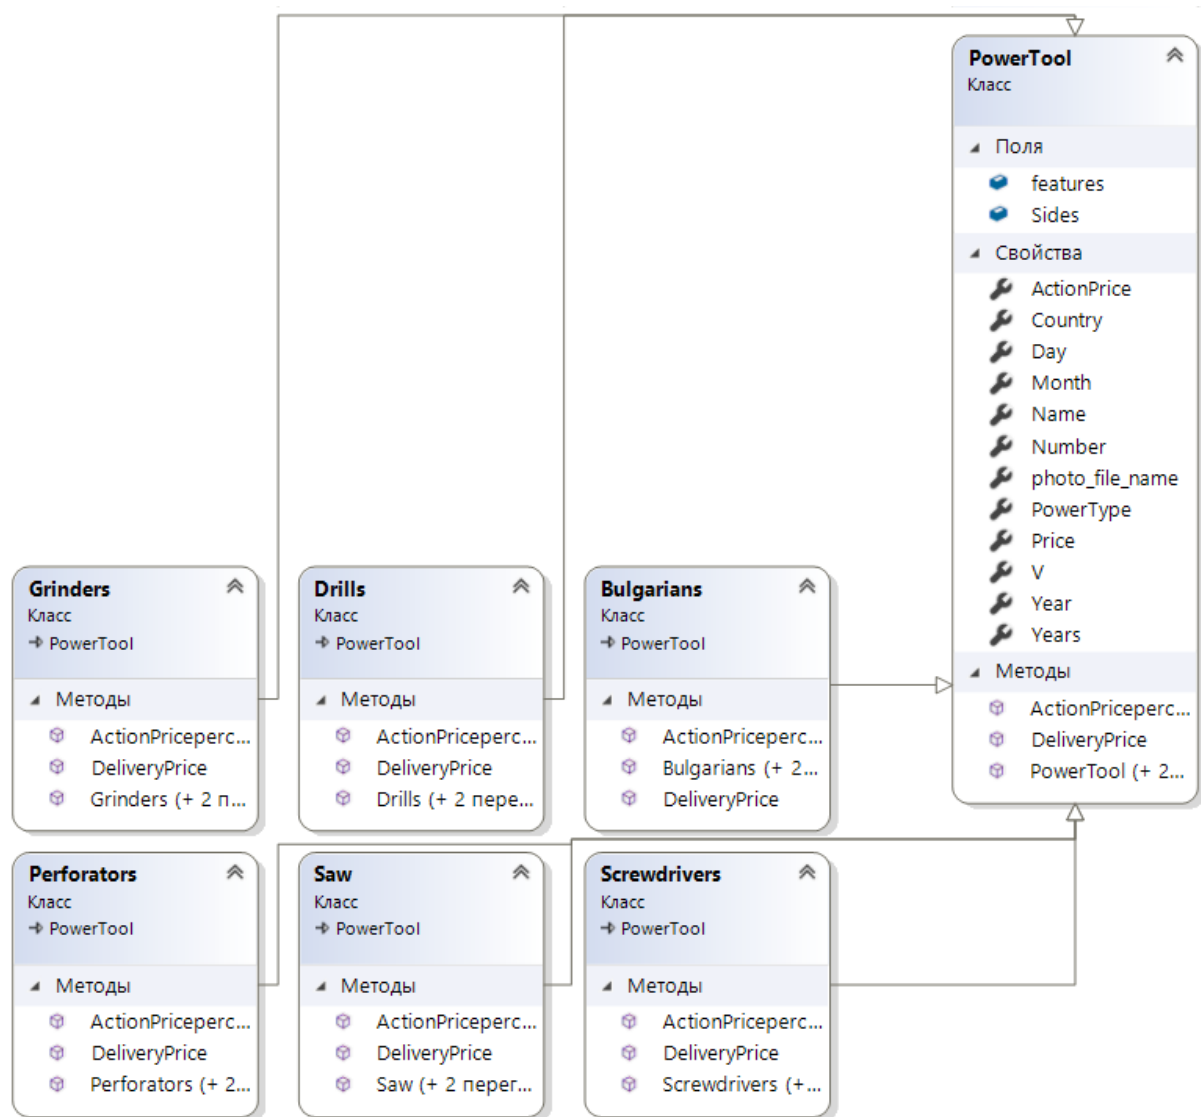 PowerTool
Класс
Поля
features
Sides
Свойства
ActionPrice
Country
Day
Month
Name
Number
photo_file_name
PowerType
Price
V
Year
Years
Методы
ActionPriceperc...
DeliveryPrice
PowerTool (+ 2...
Grinders
Класс
PowerTool
Методы
ActionPriceperc...
DeliveryPrice
Grinders (+ 2 п...
Drills
Класс
PowerTool
Методы
ActionPriceperc...
DeliveryPrice
Drills (+ 2 пере...
Bulgarians
Класс
PowerTool
Методы
ActionPriceperc...
Bulgarians (+ 2...
DeliveryPrice
Perforators
Класс
PowerTool
Методы
ActionPriceperc...
DeliveryPrice
Perforators (+ 2...
Saw
Класс
PowerTool
Методы
ActionPriceperc...
DeliveryPrice
Saw (+ 2 перег...
Screwdrivers
Класс
PowerTool
Методы
ActionPriceperc...
DeliveryPrice
Screwdrivers (+...